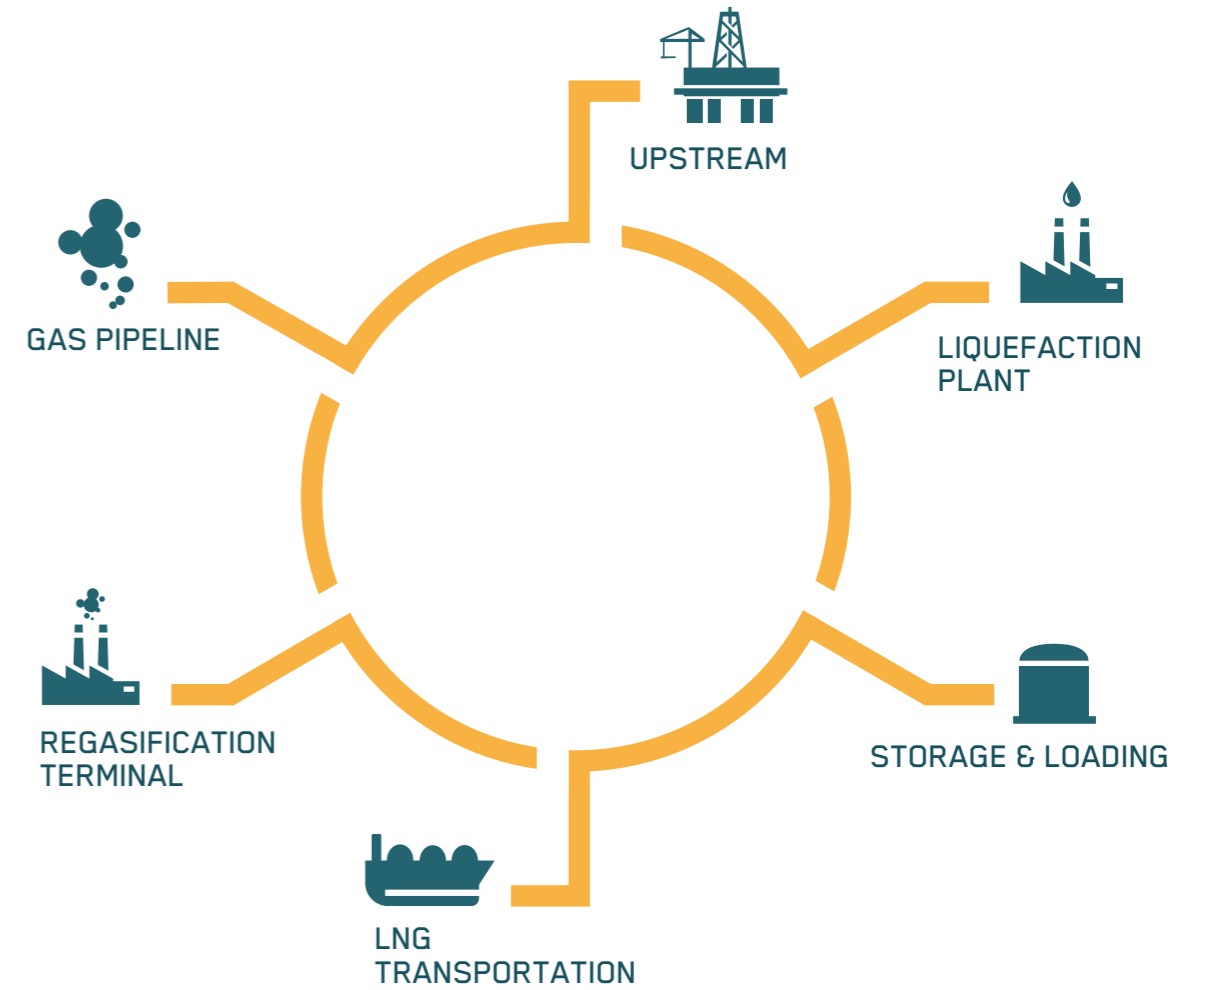 UPSTREAM
LIQUEFACTION
PLANT
STORAGE & LOADING
LNG
TRANSPORTATION
REGASIFICATION
TERMINAL
GAS PIPELINE